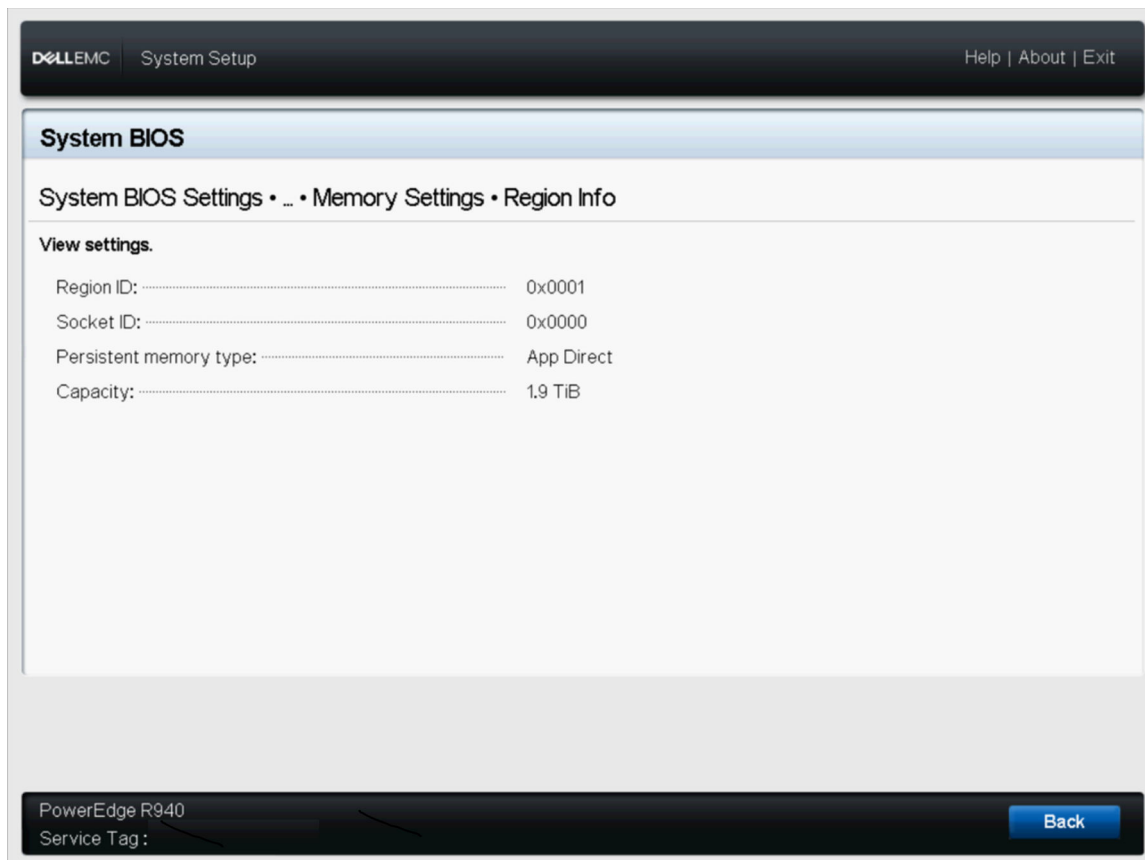 DELLEMC System Setup Help | About | Exit
System BIOS
System BIOS Settings • ... • Memory Settings • Region Info
View settings.
Region ID: 0x0001
Socket ID: 0x0000
Persistent memory type: App Direct
Capacity: 1.9 TiB
PowerEdge R940
Service Tag:
Back